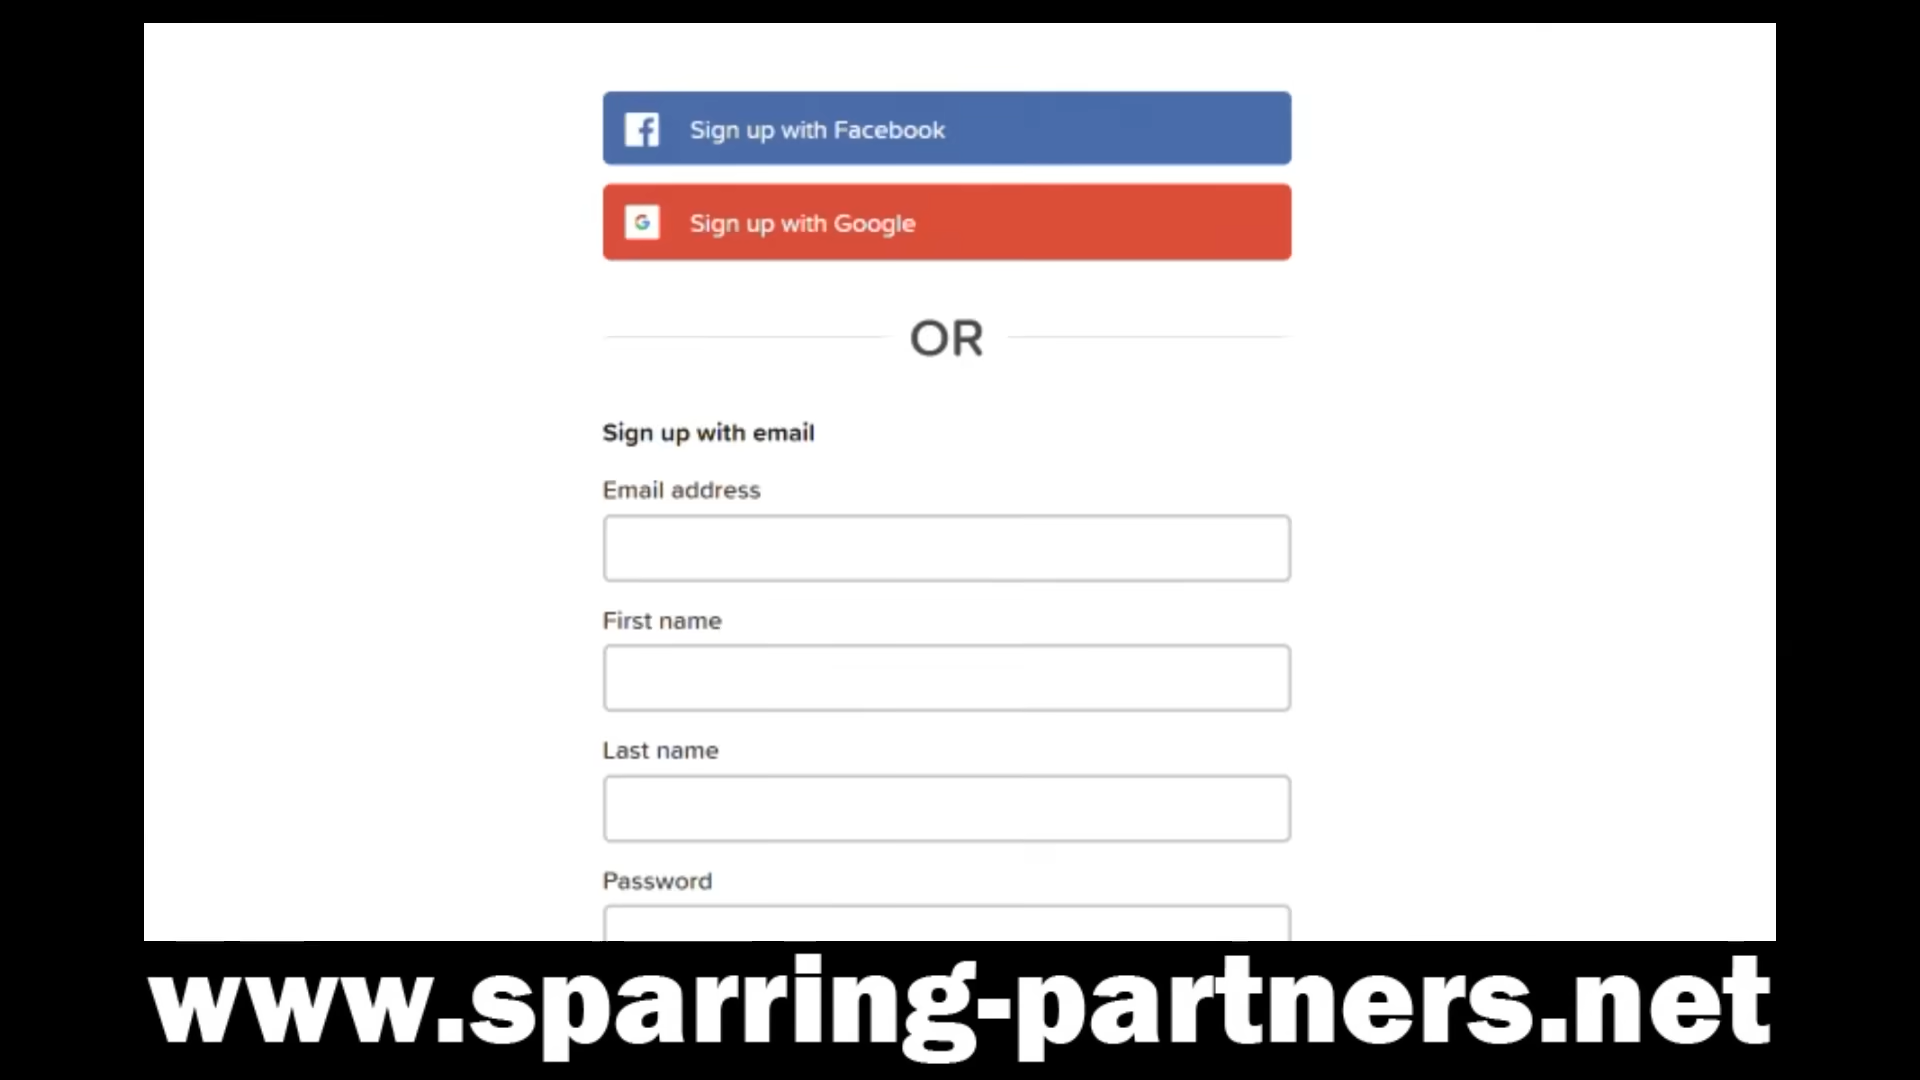 Sign up with Facebook
G
Sign up with Google
OR
Sign up with email
Email address
First name
Last name
Password
www.sparring-partners.net